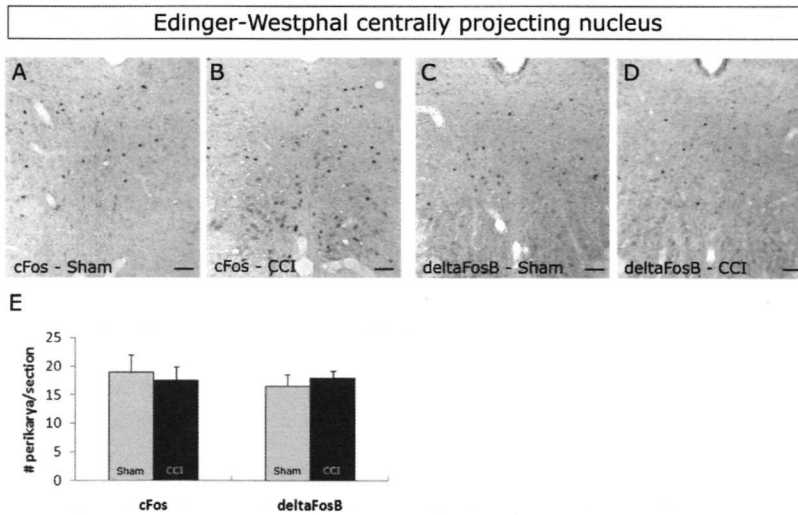 Edinger-Westphal centrally projecting nucleus
A
B
C
D
cFos - Sham
cFos - CCI
deltaFosB - Sham
deltaFosB - CCI
E
# perikarya/section
25
20
15
10
5
0
Sham
CCI
Sham
CCI
cFos
deltaFosB